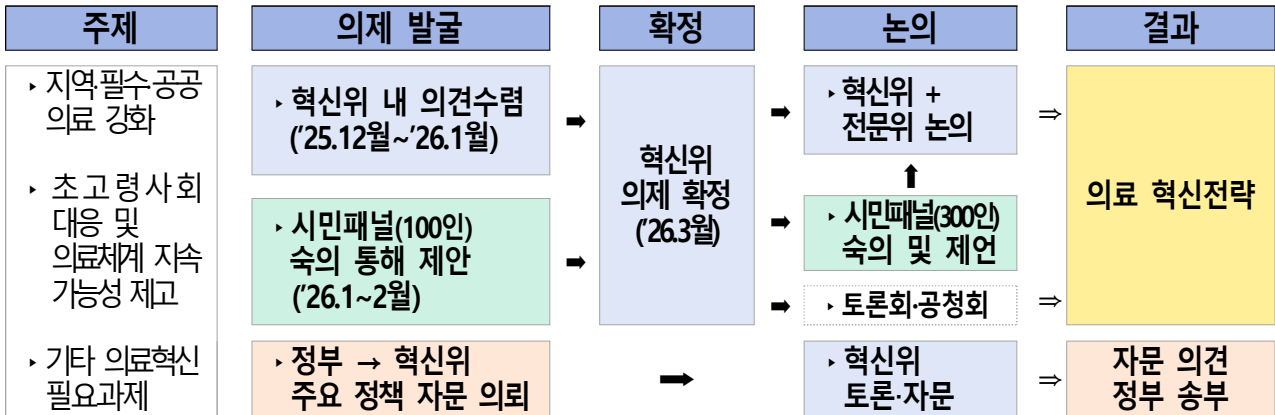 주제
의제 발굴
확정
논의
결과
‣ 지역·필수·공공
의료 강화
‣ 초고령사회
대응 및
의료체계 지속
가능성 제고
‣ 기타 의료혁신
필요과제
‣ 혁신위 내 의견수렴
('25.12월~'26.1월)
‣ 시민패널(100인)
숙의 통해 제안
('26.1~2월)
‣ 정부 → 혁신위
주요 정책 자문 의뢰
➡
➡
혁신위
의제 확정
('26.3월)
➡
➡
➡
➡
‣ 혁신위 +
전문위 논의
⬆
‣ 시민패널(300인)
숙의 및 제언
‣ 토론회·공청회
‣ 혁신위
토론·자문
⇒
⇒
⇒
의료 혁신전략
자문 의견
정부 송부